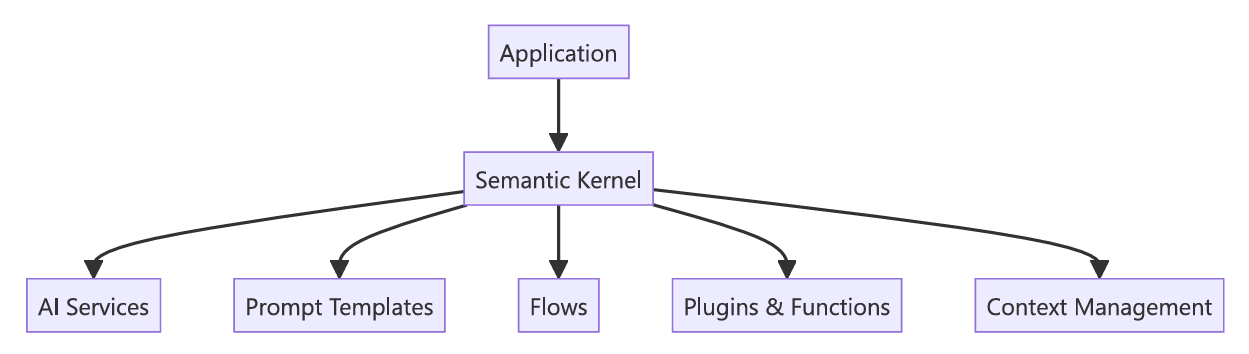 Application
Semantic Kernel
AI Services
Prompt Templates
Flows
Plugins & Functions
Context Management